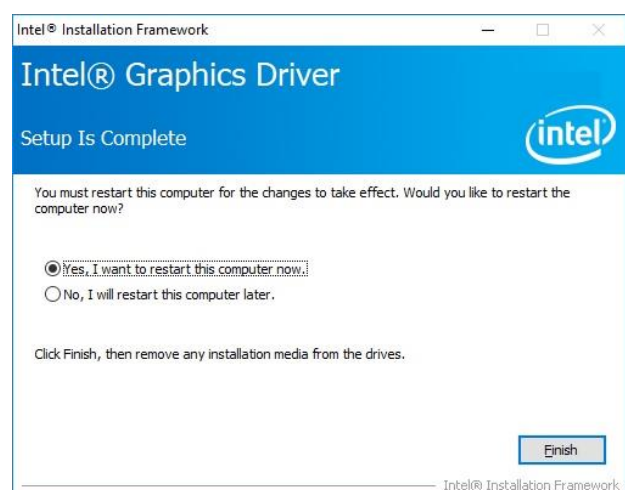 Intel® Installation Framework
Intel® Graphics Driver
Setup Is Complete
intel
You must restart this computer for the changes to take effect. Would you like to restart the
computer now?
Yes, I want to restart this computer now.
No, I will restart this computer later.
Click Finish, then remove any installation media from the drives.
Finish
Intel® Installation Framework